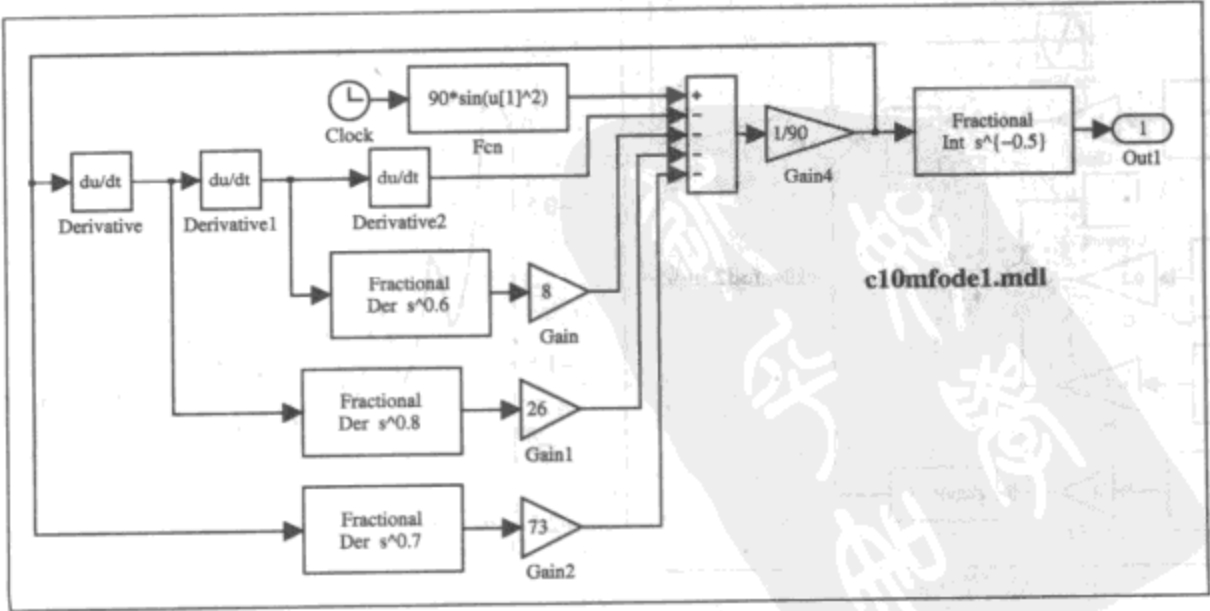 90*sin(u[1]^2)
Clock
Fcn
1/90
Gain4
Fractional
Int s^{-0.5}
1
Out1
du/dt
Derivative
du/dt
Derivative1
du/dt
Derivative2
Fractional
Der s^0.6
8
Gain
c10mfode1.mdl
Fractional
Der s^0.8
26
Gain1
Fractional
Der s^0.7
73
Gain2